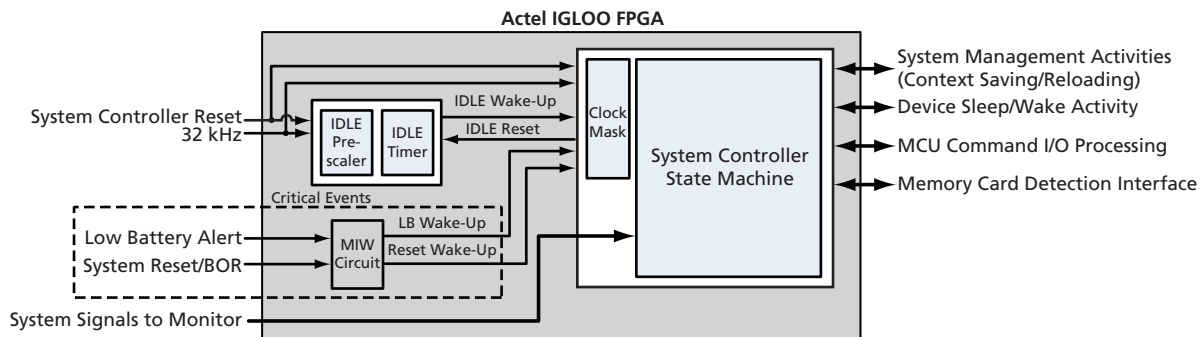 Actel IGLOO FPGA
System Controller Reset
32 kHz
IDLE
Pre-
scaler
IDLE
Timer
IDLE Wake-Up
IDLE Reset
Clock
Mask
System Controller
State Machine
System Management Activities
(Context Saving/Reloading)
Device Sleep/Wake Activity
MCU Command I/O Processing
Memory Card Detection Interface
Critical Events
Low Battery Alert
System Reset/BOR
MIW
Circuit
LB Wake-Up
Reset Wake-Up
System Signals to Monitor